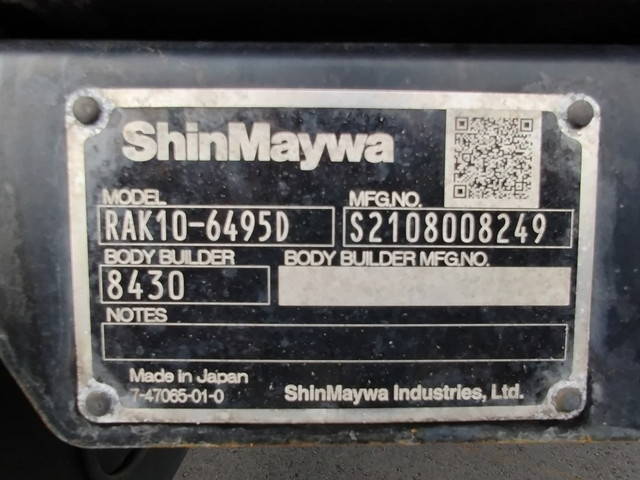 ShinMaywa
MODEL MFG.NO.
RAK10-6495D S2108008249
BODY BUILDER BODY BUILDER MFG.NO.
8430
NOTES
Made in Japan
7-47065-01-0 ShinMaywa Industries, Ltd.